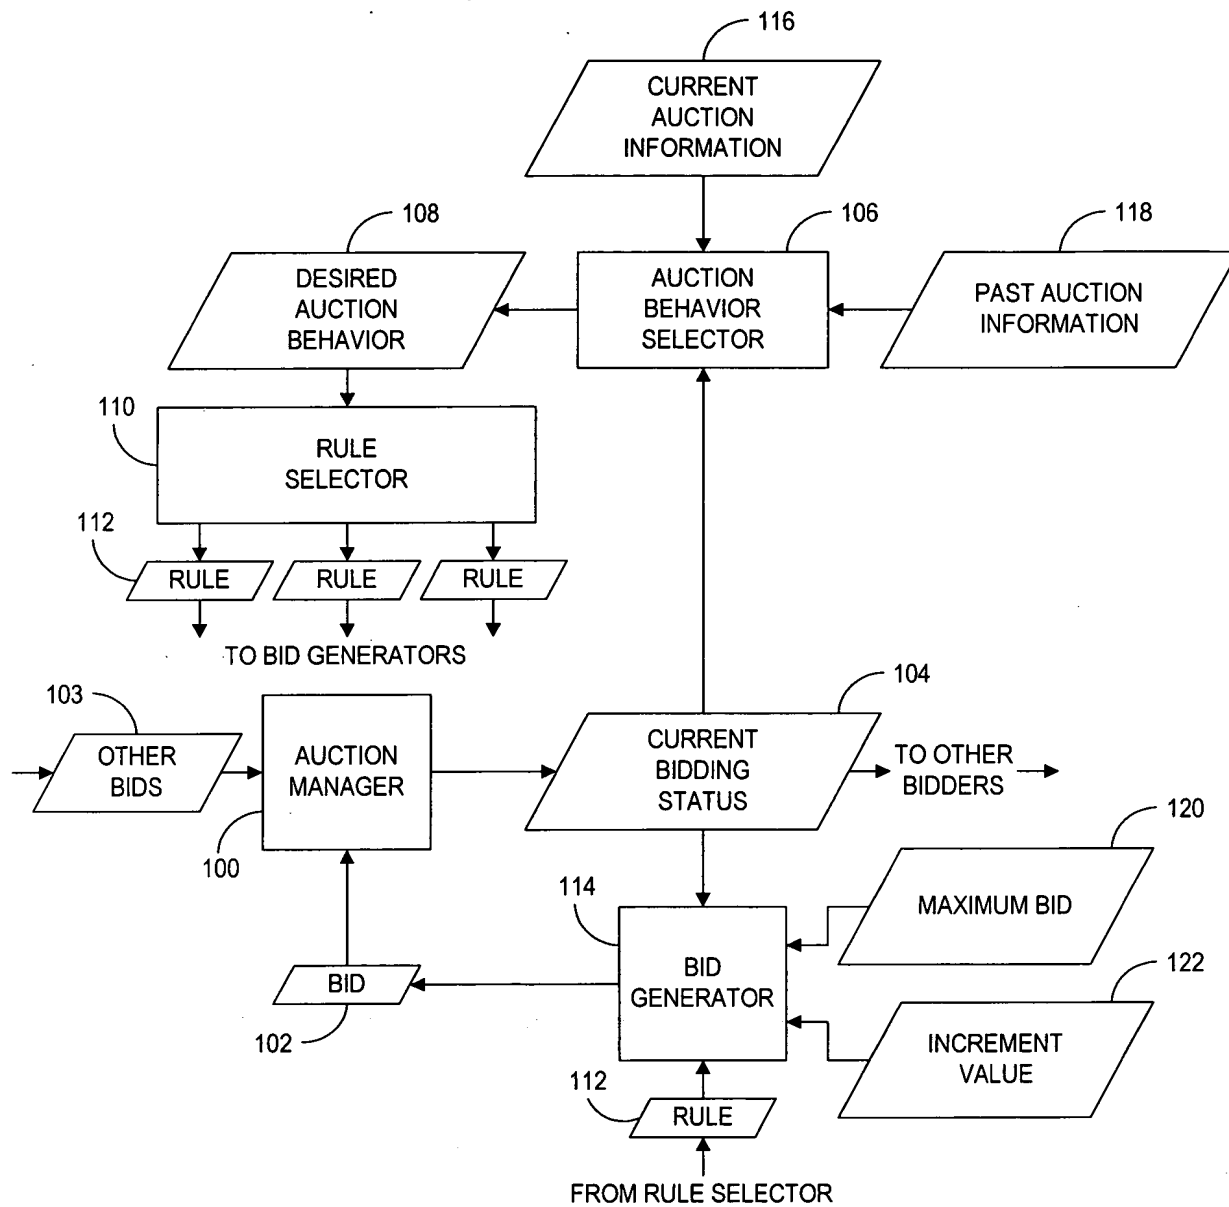 116
CURRENT
AUCTION
INFORMATION
108
106
118
DESIRED
AUCTION
BEHAVIOR
AUCTION
BEHAVIOR
SELECTOR
PAST AUCTION
INFORMATION
110
RULE
SELECTOR
112
RULE
RULE
RULE
TO BID GENERATORS
103
104
OTHER
BIDS
AUCTION
MANAGER
CURRENT
BIDDING
STATUS
TO OTHER
BIDDERS
100
120
114
MAXIMUM BID
BID
102
BID
GENERATOR
122
INCREMENT
VALUE
112
RULE
FROM RULE SELECTOR